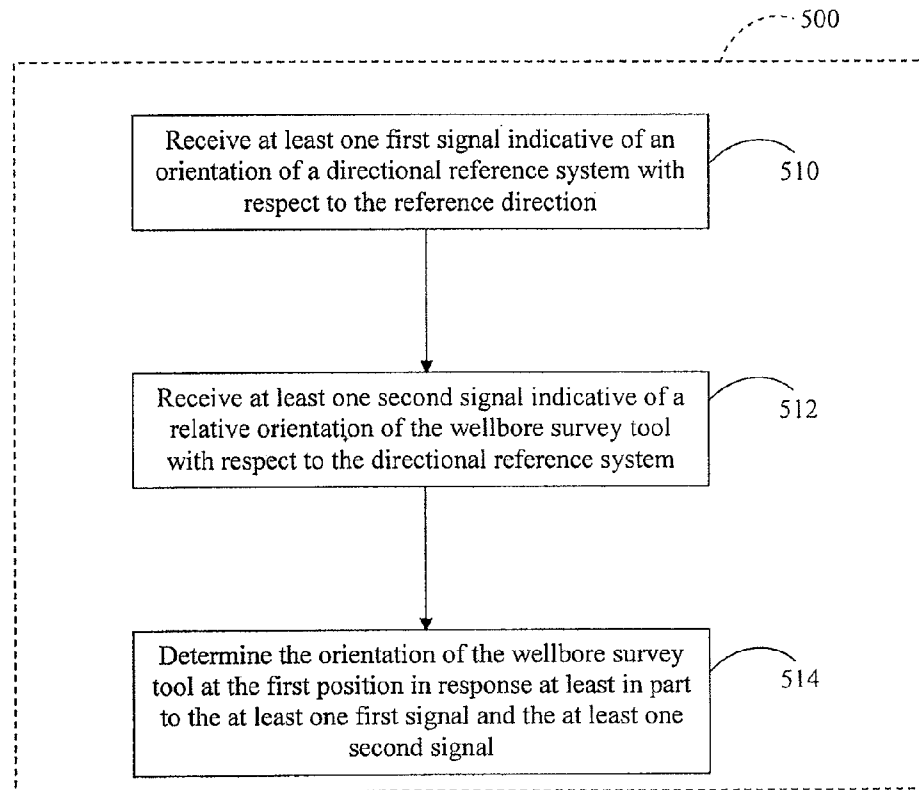 500
Receive at least one first signal indicative of an
orientation of a directional reference system with
respect to the reference direction
510
Receive at least one second signal indicative of a
relative orientation of the wellbore survey tool
with respect to the directional reference system
512
Determine the orientation of the wellbore survey
tool at the first position in response at least in part
to the at least one first signal and the at least one
second signal
514